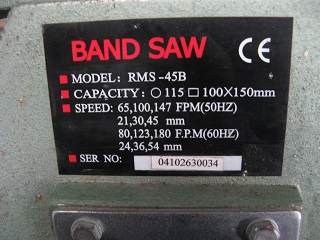 BAND SAW CE
■ MODEL: RMS-45B
■ CAPACITY: ○ 115 □ 100X150mm
■ SPEED: 65,100,147 FPM(50HZ)
21,30,45 mm
80,123,180 F.P.M(60HZ)
24,36,54 mm
■ SER NO: 04102630034